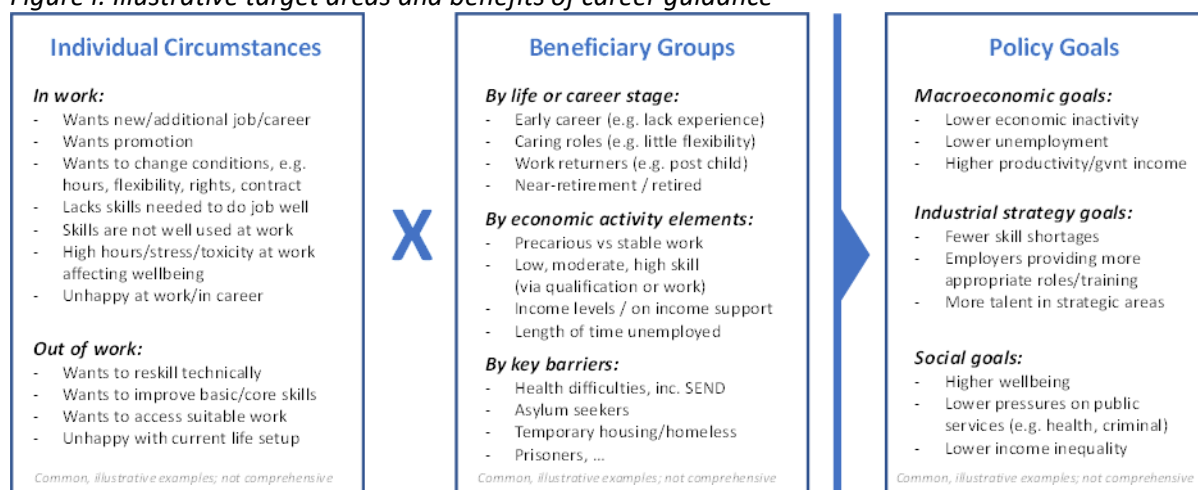 Figure I: Illustrative target areas and benefits of career guidance
Individual Circumstances
In work:
- Wants new/additional job/career
- Wants promotion
- Wants to change conditions, e.g.
hours, flexibility, rights, contract
- Lacks skills needed to do job well
- Skills are not well used at work
- High hours/stress/toxicity at work
affecting wellbeing
- Unhappy at work/in career
Out of work:
- Wants to reskill technically
- Wants to improve basic/core skills
- Wants to access suitable work
- Unhappy with current life setup
Common, illustrative examples; not comprehensive
X
Beneficiary Groups
By life or career stage:
- Early career (e.g. lack experience)
- Caring roles (e.g. little flexibility)
- Work returners (e.g. post child)
- Near-retirement / retired
By economic activity elements:
- Precarious vs stable work
- Low, moderate, high skill
(via qualification or work)
- Income levels / on income support
- Length of time unemployed
By key barriers:
- Health difficulties, inc. SEND
- Asylum seekers
- Temporary housing/homeless
- Prisoners, ...
Common, illustrative examples; not comprehensive
Policy Goals
Macroeconomic goals:
- Lower economic inactivity
- Lower unemployment
- Higher productivity/gvnt income
Industrial strategy goals:
- Fewer skill shortages
- Employers providing more
appropriate roles/training
- More talent in strategic areas
Social goals:
- Higher wellbeing
- Lower pressures on public
services (e.g. health, criminal)
- Lower income inequality
Common, illustrative examples; not comprehensive